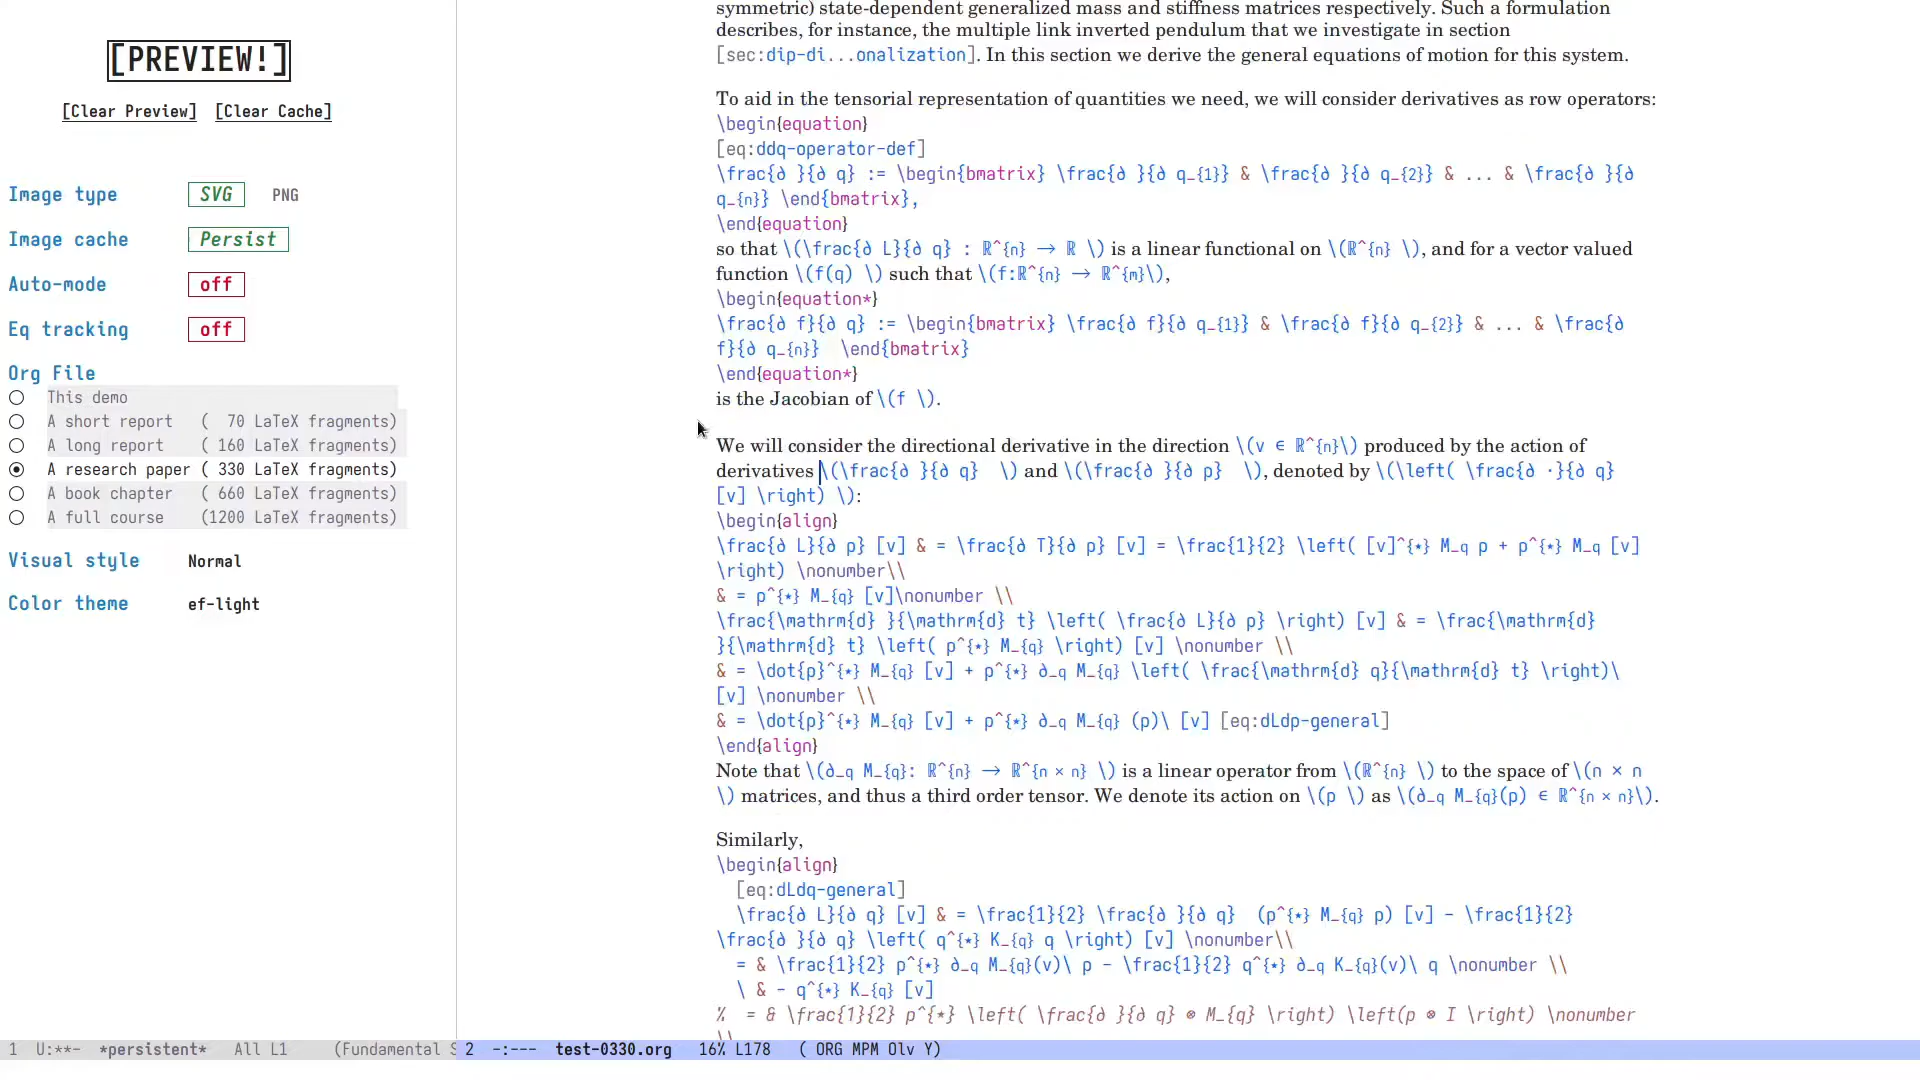 [PREVIEW!]
[Clear Preview] [Clear Cache]
Image type SVG PNG
Image cache Persist
Auto-mode off
Eq tracking off
Org File
This demo
A short report ( 70 LaTeX fragments)
A long report ( 160 LaTeX fragments)
A research paper ( 330 LaTeX fragments)
A book chapter ( 660 LaTeX fragments)
A full course (1200 LaTeX fragments)
Visual style Normal
Color theme ef-light
1 U:**- *persistent* All L1 (Fundamental S
symmetric) state-dependent generalized mass and stiffness matrices respectively. Such a formulation
describes, for instance, the multiple link inverted pendulum that we investigate in section
[sec:dip-di...onalization]. In this section we derive the general equations of motion for this system.
To aid in the tensorial representation of quantities we need, we will consider derivatives as row operators:
\begin{equation}
[eq:ddq-operator-def]
\frac{∂ }{∂ q} := \begin{bmatrix} \frac{∂ }{∂ q_{1}} & \frac{∂ }{∂ q_{2}} & ... & \frac{∂ }{∂
q_{n}} \end{bmatrix},
\end{equation}
so that \(\frac{∂ L}{∂ q} : ℝ^{n} → ℝ \) is a linear functional on \(ℝ^{n} \), and for a vector valued
function \(f(q) \) such that \(f:ℝ^{n} → ℝ^{m}\),
\begin{equation*}
\frac{∂ f}{∂ q} := \begin{bmatrix} \frac{∂ f}{∂ q_{1}} & \frac{∂ f}{∂ q_{2}} & ... & \frac{∂
f}{∂ q_{n}} \end{bmatrix}
\end{equation*}
is the Jacobian of \(f \).
We will consider the directional derivative in the direction \(v ∈ ℝ^{n}\) produced by the action of
derivatives \(\frac{∂ }{∂ q} \) and \(\frac{∂ }{∂ p} \), denoted by \(\left( \frac{∂ ·}{∂ q}
[v] \right) \):
\begin{align}
\frac{∂ L}{∂ p} [v] & = \frac{∂ T}{∂ p} [v] = \frac{1}{2} \left( [v]^{⋆} M_q p + p^{⋆} M_q [v]
\right) \nonumber\\
& = p^{⋆} M_{q} [v]\nonumber \\
\frac{\mathrm{d} }{\mathrm{d} t} \left( \frac{∂ L}{∂ p} \right) [v] & = \frac{\mathrm{d}
}{\mathrm{d} t} \left( p^{⋆} M_{q} \right) [v] \nonumber \\
& = \dot{p}^{⋆} M_{q} [v] + p^{⋆} ∂_q M_{q} \left( \frac{\mathrm{d} q}{\mathrm{d} t} \right)\
[v] \nonumber \\
& = \dot{p}^{⋆} M_{q} [v] + p^{⋆} ∂_q M_{q} (p)\ [v] [eq:dLdp-general]
\end{align}
Note that \(∂_q M_{q}: ℝ^{n} → ℝ^{n × n} \) is a linear operator from \(ℝ^{n} \) to the space of \(n × n
\) matrices, and thus a third order tensor. We denote its action on \(p \) as \(∂_q M_{q}(p) ∈ ℝ^{n × n}\).
Similarly,
\begin{align}
[eq:dLdq-general]
\frac{∂ L}{∂ q} [v] & = \frac{1}{2} \frac{∂ }{∂ q} (p^{⋆} M_{q} p) [v] - \frac{1}{2}
\frac{∂ }{∂ q} \left( q^{⋆} K_{q} q \right) [v] \nonumber\\
= & \frac{1}{2} p^{⋆} ∂_q M_{q}(v)\ p - \frac{1}{2} q^{⋆} ∂_q K_{q}(v)\ q \nonumber \\
\ & - q^{⋆} K_{q} [v]
% = & \frac{1}{2} p^{⋆} \left( \frac{∂ }{∂ q} ⊗ M_{q} \right) \left(p ⊗ I \right) \nonumber
\\
2 -:--- test-0330.org 16% L178 ( ORG MPM Olv Y)